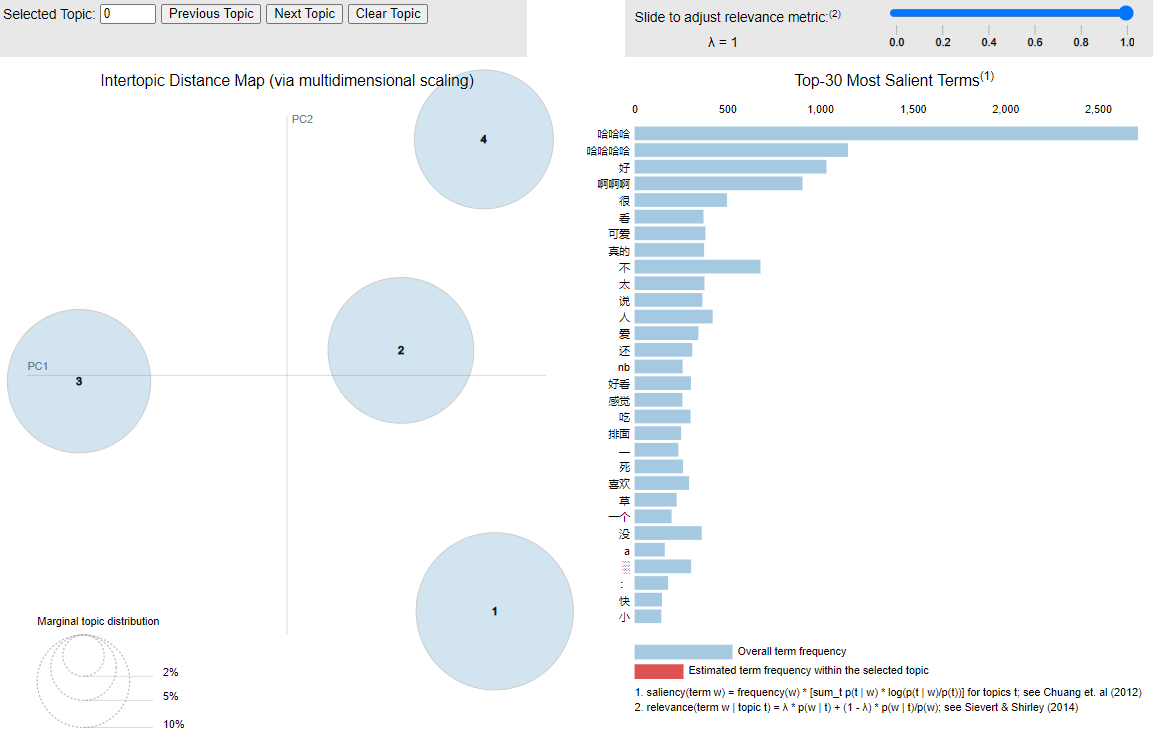 Selected Topic: 0 Previous Topic Next Topic Clear Topic
Slide to adjust relevance metric:(2)
λ = 1
0.0 0.2 0.4 0.6 0.8 1.0
Intertopic Distance Map (via multidimensional scaling)
PC2
PC1
4
2
3
1
Marginal topic distribution
2%
5%
10%
Top-30 Most Salient Terms(1)
0 500 1,000 1,500 2,000 2,500
哈哈哈
哈哈哈哈
好
啊啊啊
很
看
可爱
真的
不
太
说
人
爱
还
nb
好看
感觉
吃
排面
一
死
喜欢
草
一个
没
a
░
：
快
小
Overall term frequency
Estimated term frequency within the selected topic
1. saliency(term w) = frequency(w) * [sum_t p(t | w) * log(p(t | w)/p(t))] for topics t; see Chuang et. al (2012)
2. relevance(term w | topic t) = λ * p(w | t) + (1 - λ) * p(w | t)/p(w); see Sievert & Shirley (2014)